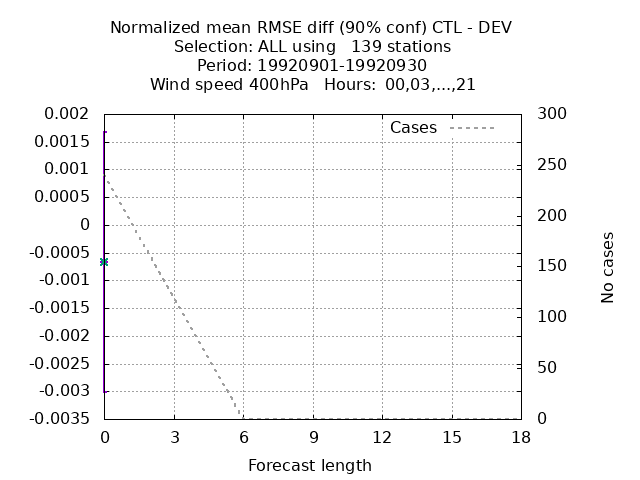 Normalized mean RMSE diff (90% conf) CTL - DEV
Selection: ALL using   139 stations
Period: 19920901-19920930
Wind speed 400hPa   Hours:  00,03,...,21
Cases
0.002
0.0015
0.001
0.0005
0
-0.0005
-0.001
-0.0015
-0.002
-0.0025
-0.003
-0.0035
300
250
200
150
100
50
0
No cases
0 3 6 9 12 15 18
Forecast length